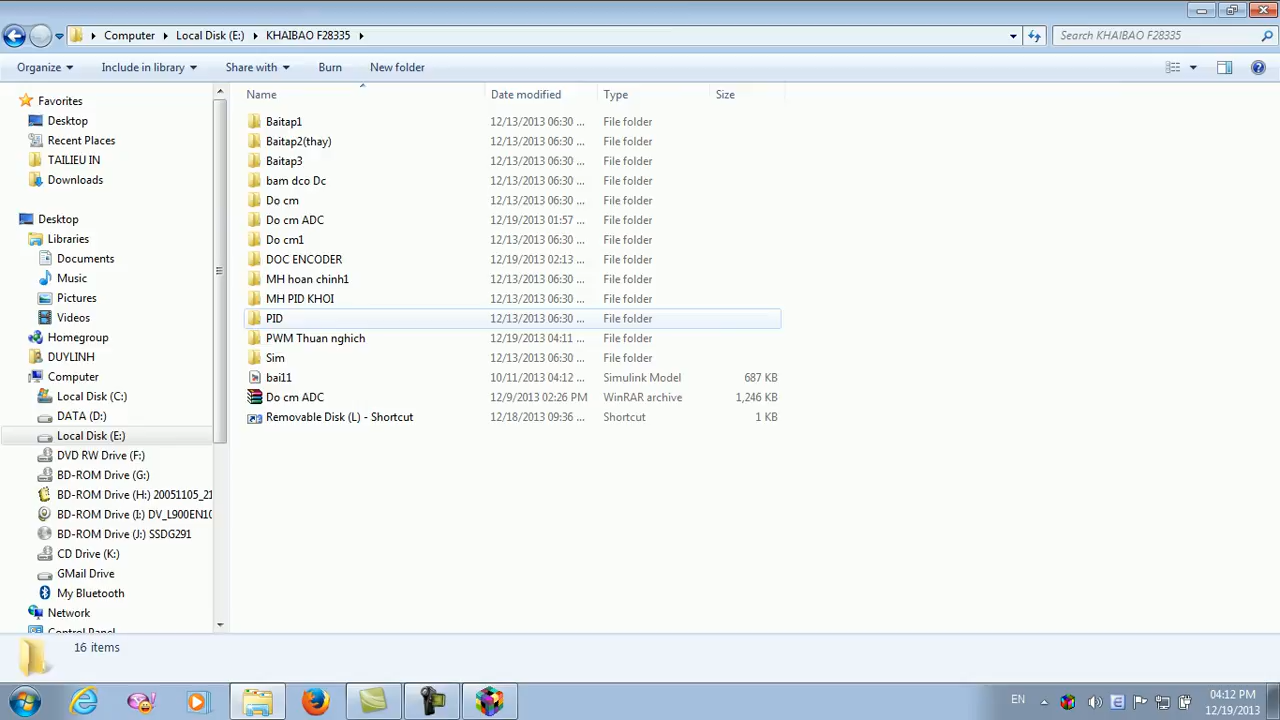 Computer Local Disk (E:) KHAIBAO F28335 Search KHAIBAO F28335
Organize Include in library Share with Burn New folder
Name Date modified Type Size
Favorites
Desktop
Recent Places
TAILIEU IN
Downloads
Desktop
Libraries
Documents
Music
Pictures
Videos
Homegroup
DUYLINH
Computer
Local Disk (C:)
DATA (D:)
Local Disk (E:)
DVD RW Drive (F:)
BD-ROM Drive (G:)
BD-ROM Drive (H:) 20051105_21
BD-ROM Drive (I:) DV_L900EN10
BD-ROM Drive (J:) SSDG291
CD Drive (K:)
GMail Drive
My Bluetooth
Network
Control Panel
Baitap1 12/13/2013 06:30 ... File folder
Baitap2(thay) 12/13/2013 06:30 ... File folder
Baitap3 12/13/2013 06:30 ... File folder
bam dco Dc 12/13/2013 06:30 ... File folder
Do cm 12/13/2013 06:30 ... File folder
Do cm ADC 12/19/2013 01:57 ... File folder
Do cm1 12/13/2013 06:30 ... File folder
DOC ENCODER 12/19/2013 02:13 ... File folder
MH hoan chinh1 12/13/2013 06:30 ... File folder
MH PID KHOI 12/13/2013 06:30 ... File folder
PID 12/13/2013 06:30 ... File folder
PWM Thuan nghich 12/19/2013 04:11 ... File folder
Sim 12/13/2013 06:30 ... File folder
bai11 10/11/2013 04:12 ... Simulink Model 687 KB
Do cm ADC 12/9/2013 02:26 PM WinRAR archive 1,246 KB
Removable Disk (L) - Shortcut 12/18/2013 09:36 ... Shortcut 1 KB
16 items
EN
04:12 PM
12/19/2013